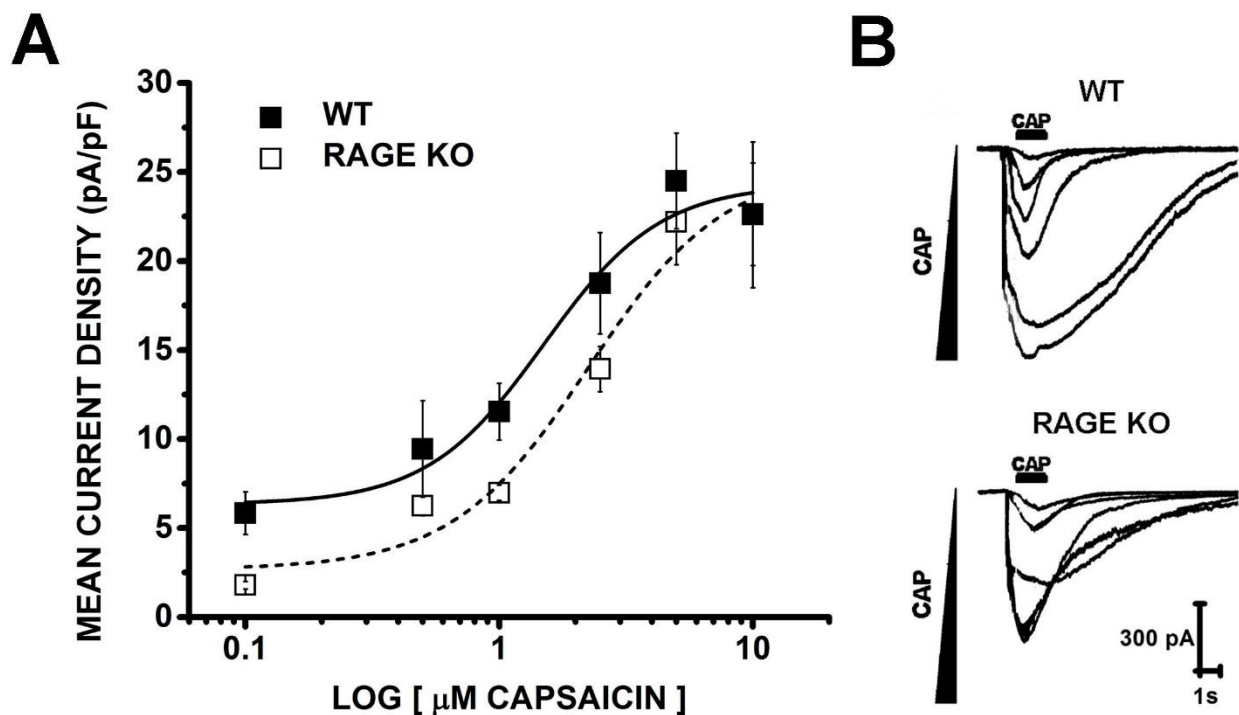 A
MEAN CURRENT DENSITY (pA/pF)
30
25
20
15
10
5
0
WT
RAGE KO
0.1
1
10
LOG [ μM CAPSAICIN ]
B
WT
CAP
CAP
RAGE KO
CAP
CAP
300 pA
1s